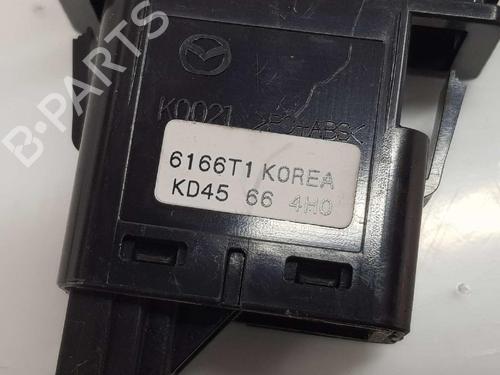 K0021 >PC+ABS<
6166T1 KOREA
KD45 66 4H0
B-Parts